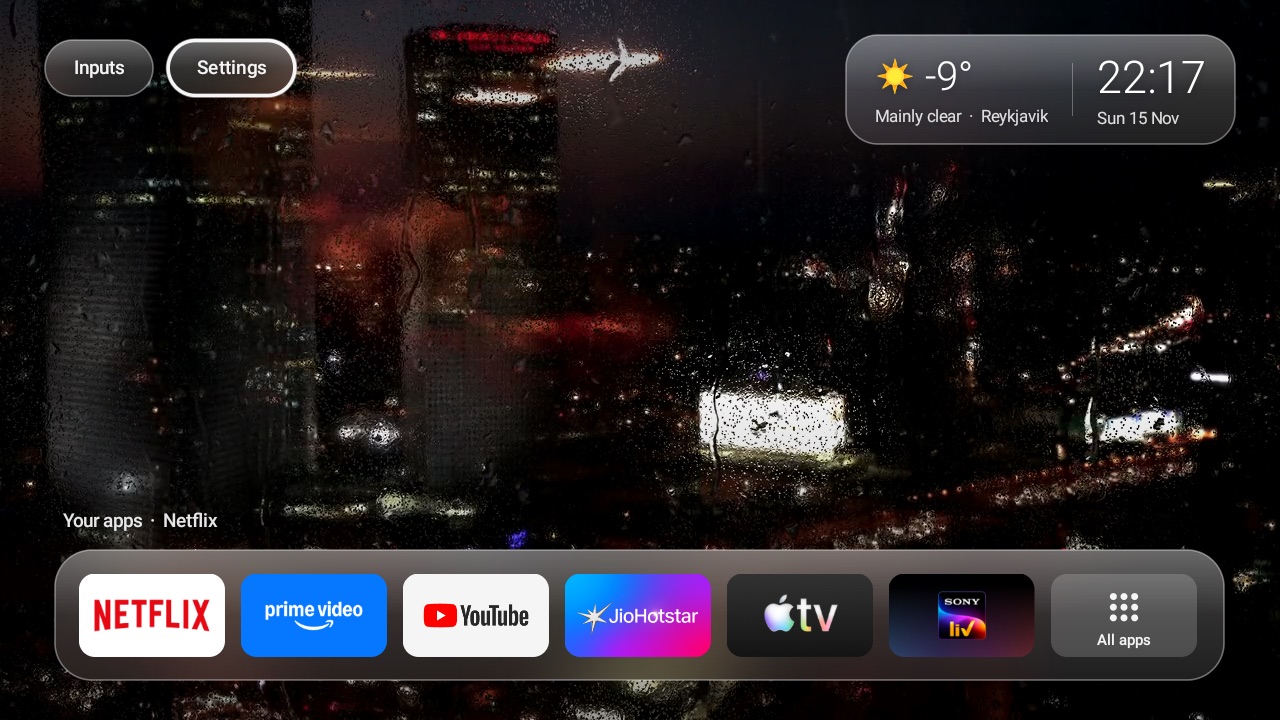 Inputs
Settings
-9°
Mainly clear · Reykjavik
22:17
Sun 15 Nov
Your apps · Netflix
NETFLIX
prime video
YouTube
JioHotstar
tv
SONY
liv
All apps